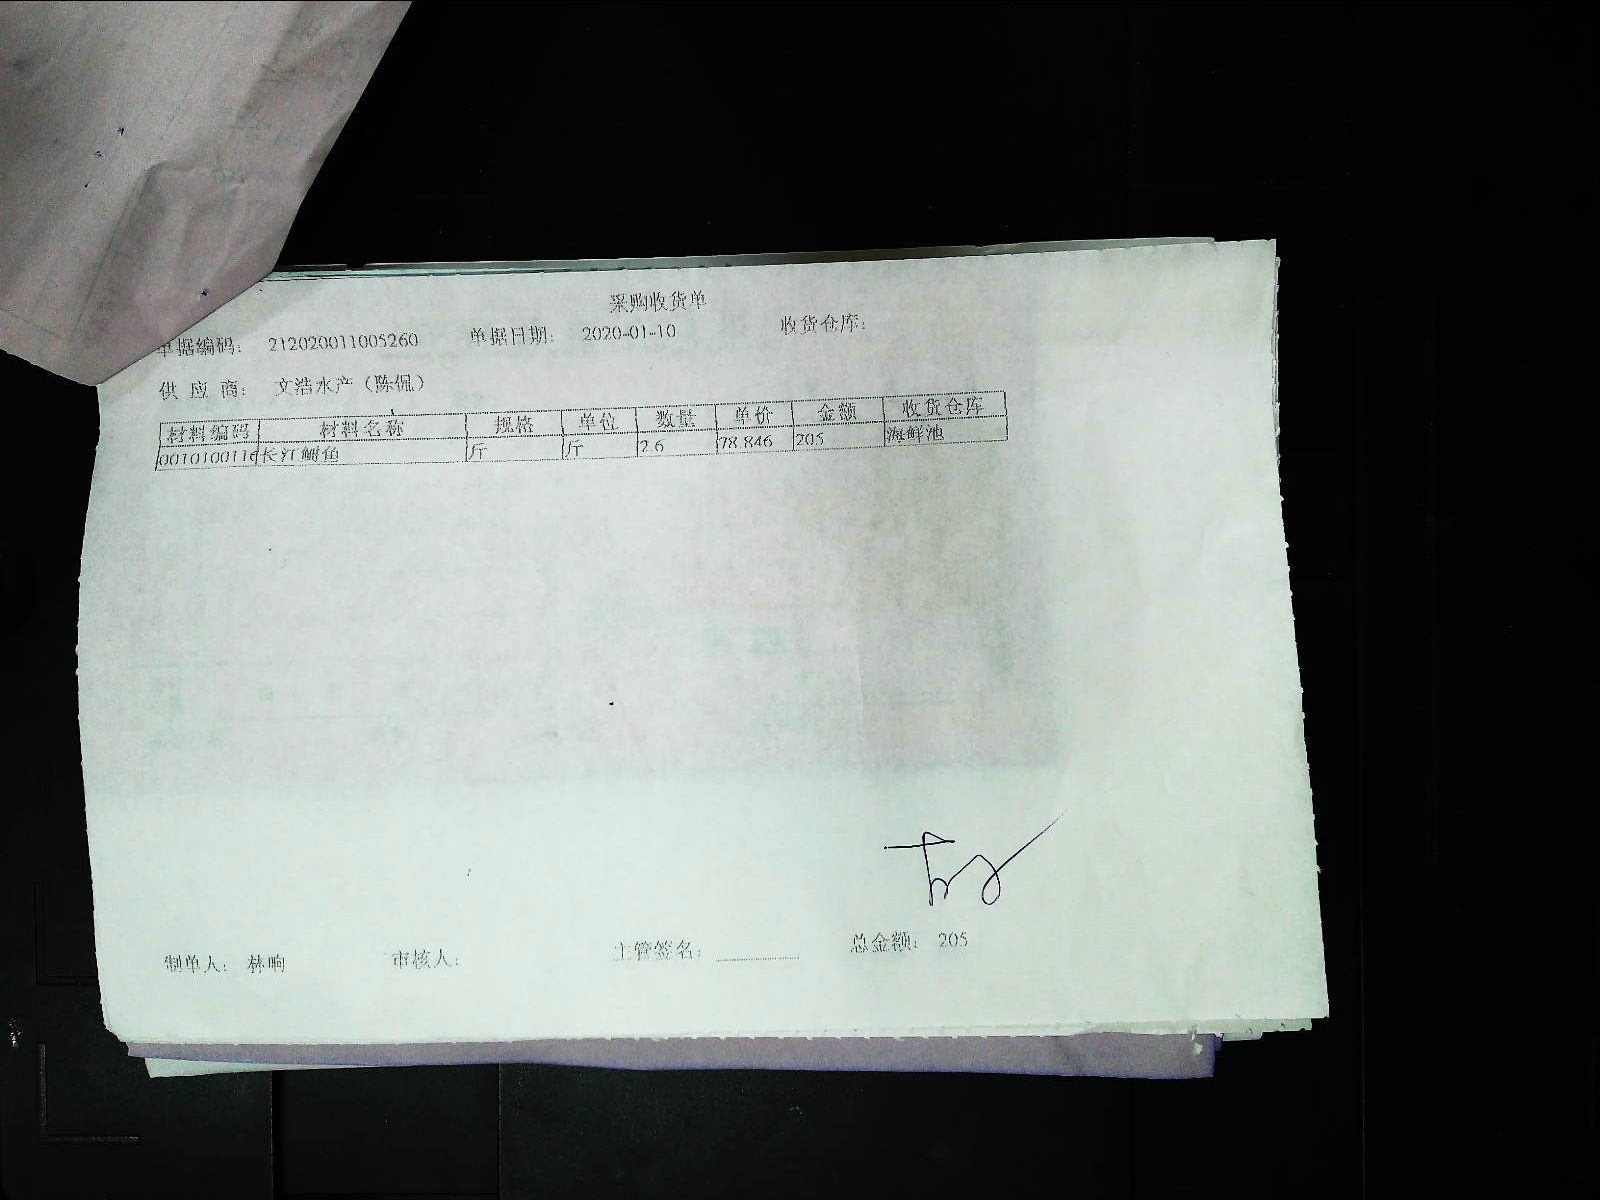 采购收货单
单据编码： 212020011005260 单据日期： 2020-01-10 收货仓库：
供 应 商： 文浩水产（陈侃）
材料编码 材料名称 规格 单位 数量 单价 金额 收货仓库
0010100116 长江鮰鱼 斤 斤 2.6 78.846 205 海鲜池
制单人： 林响 审核人： 主管签名： 总金额： 205